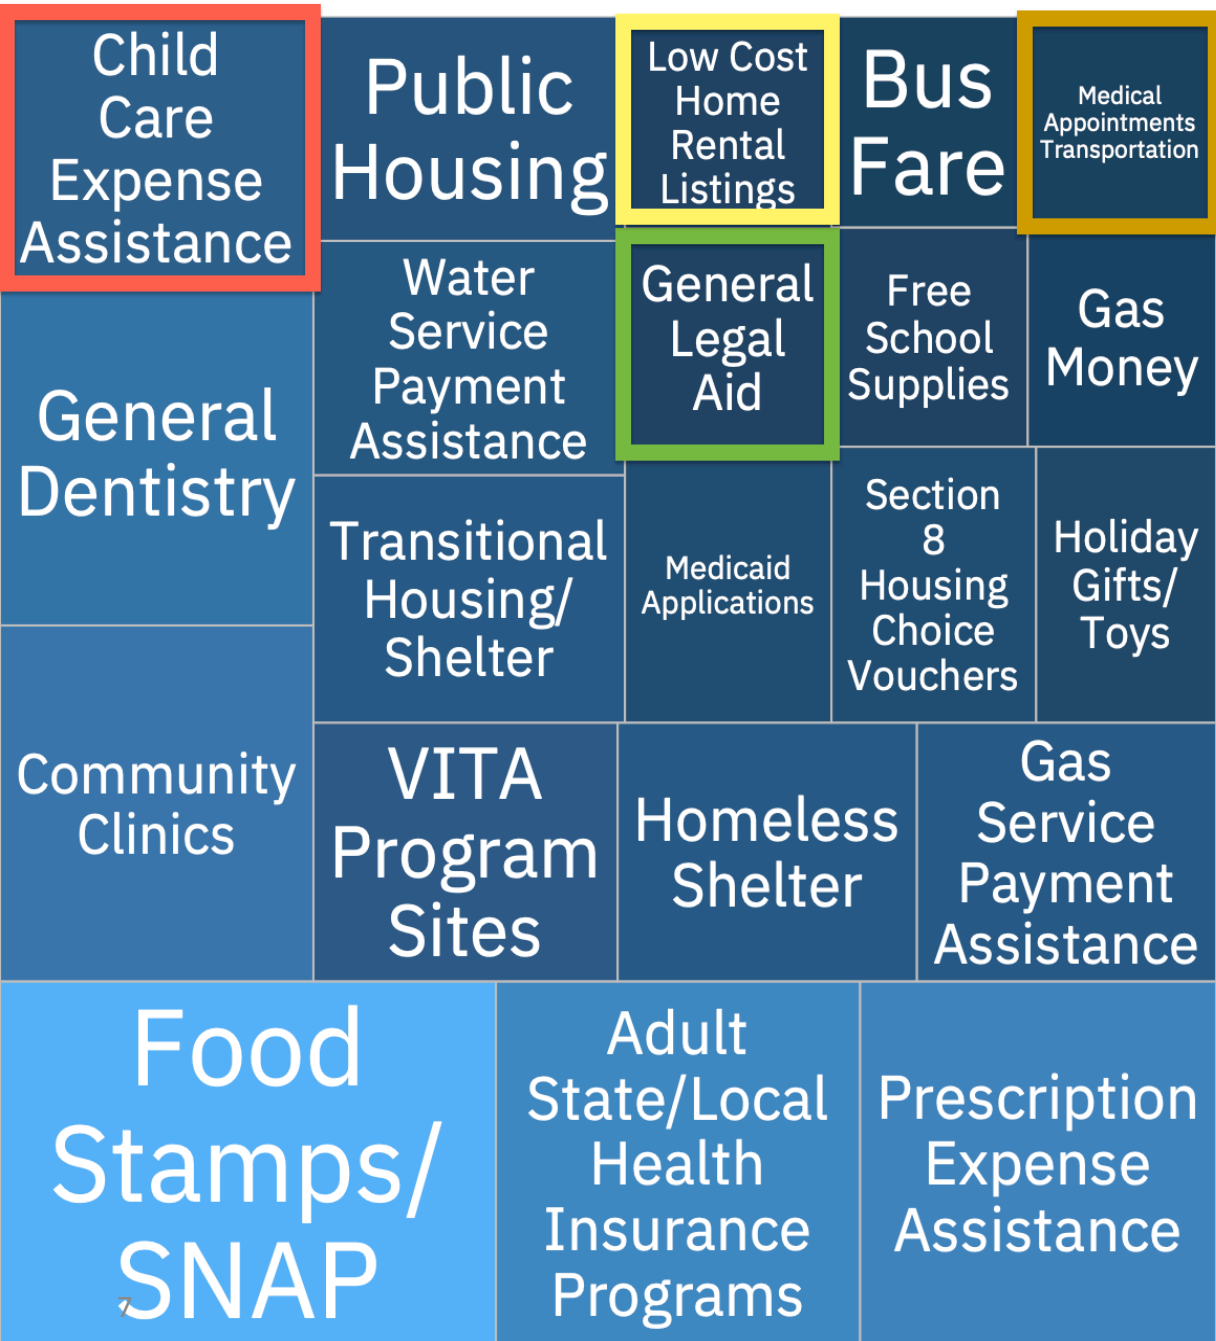 Child
Care
Expense
Assistance
Public
Housing
Low Cost
Home
Rental
Listings
Bus
Fare
Medical
Appointments
Transportation
General
Dentistry
Water
Service
Payment
Assistance
General
Legal
Aid
Free
School
Supplies
Gas
Money
Transitional
Housing/
Shelter
Medicaid
Applications
Section
8
Housing
Choice
Vouchers
Holiday
Gifts/
Toys
Community
Clinics
VITA
Program
Sites
Homeless
Shelter
Gas
Service
Payment
Assistance
Food
Stamps/
SNAP
Adult
State/Local
Health
Insurance
Programs
Prescription
Expense
Assistance
7